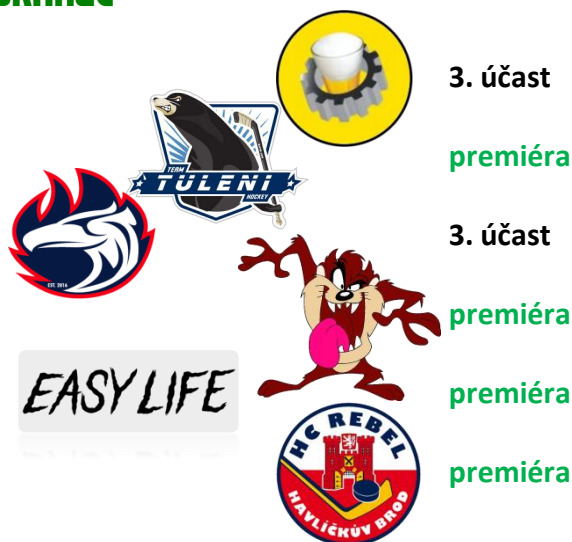 3. účast
TEAM
TULENI
HOCKEY
premiéra
EST. 2016
3. účast
premiéra
EASY LIFE
premiéra
HC REBEL
HAVLÍČKŮV BROD
premiéra